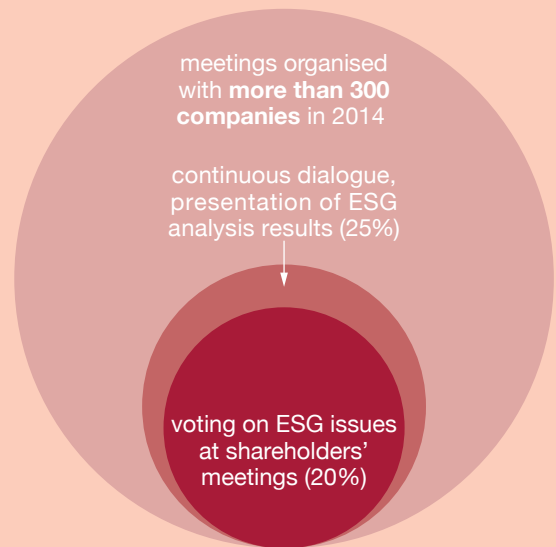 meetings organised
with more than 300
companies in 2014
continuous dialogue,
presentation of ESG
analysis results (25%)
voting on ESG issues
at shareholders’
meetings (20%)